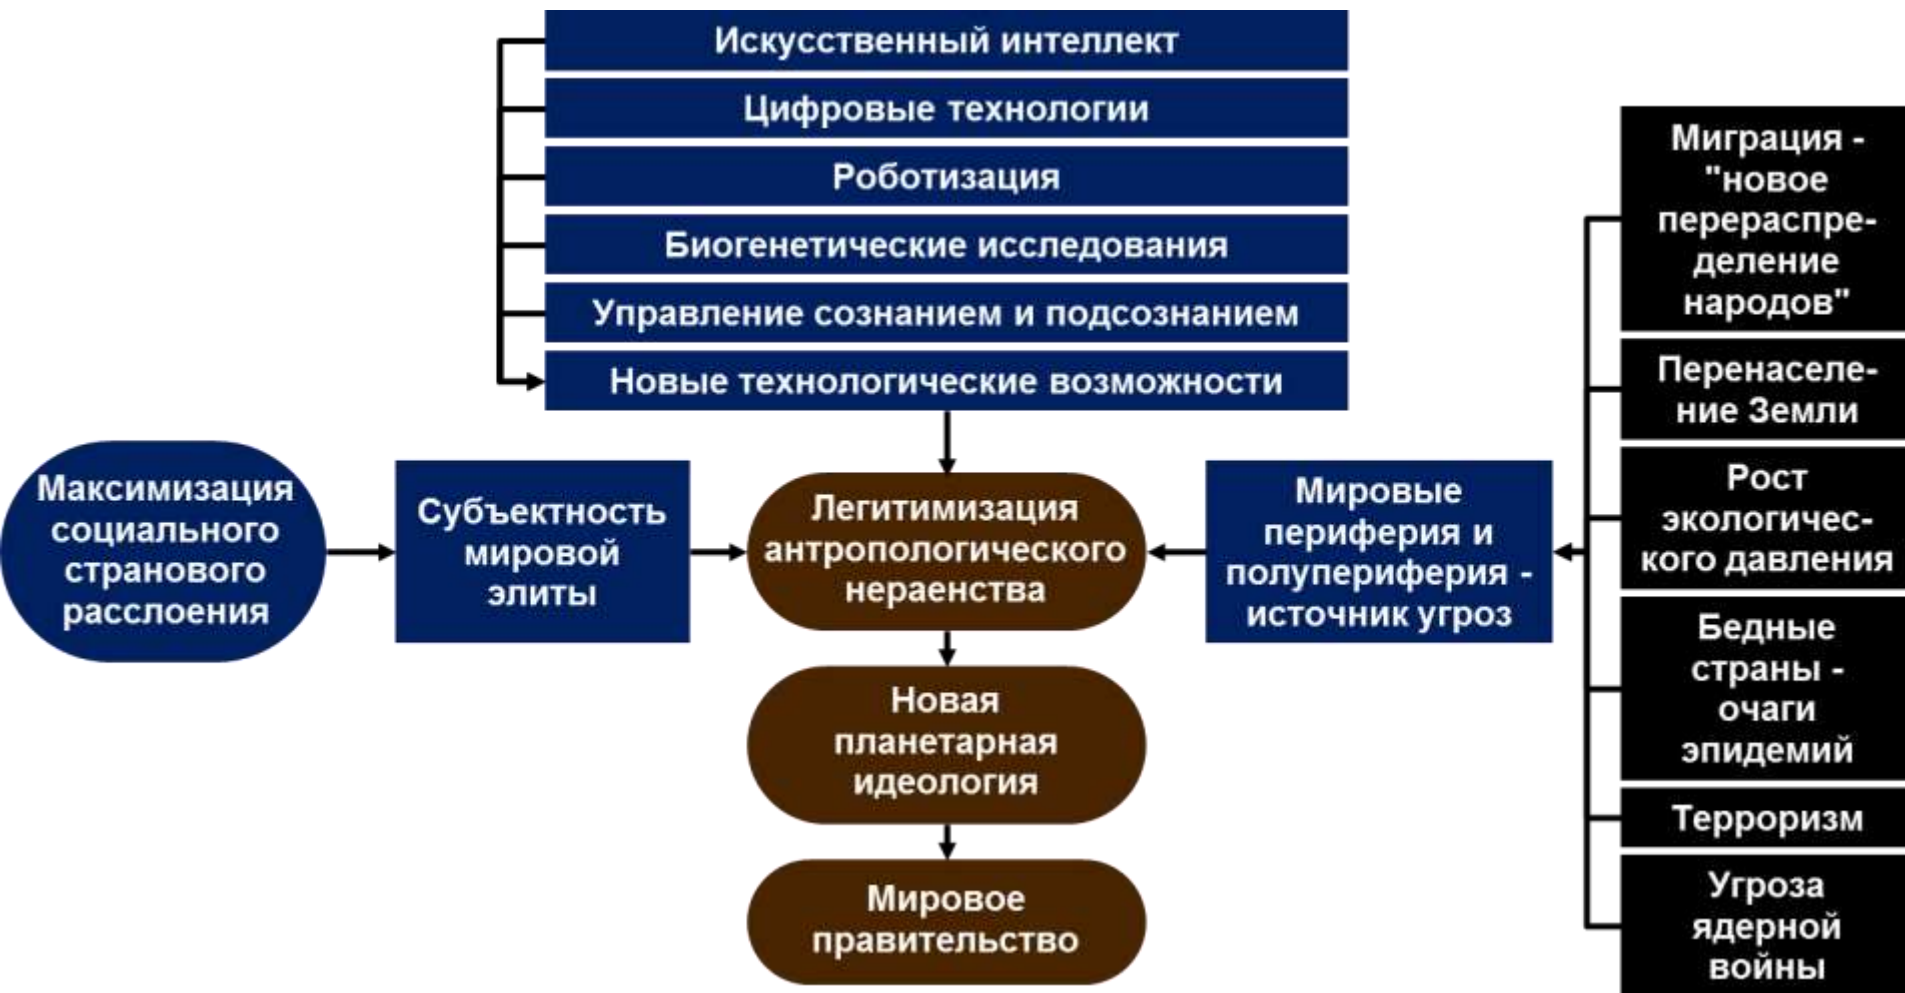 Искусственный интеллект
Цифровые технологии
Роботизация
Биогенетические исследования
Управление сознанием и подсознанием
Новые технологические возможности
Максимизация
социального
странового
расслоения
Субъектность
мировой
элиты
Легитимизация
антропологического
нераенства
Мировые
периферия и
полупериферия -
источник угроз
Новая
планетарная
идеология
Мировое
правительство
Миграция -
"новое
перераспре-
деление
народов"
Перенаселе-
ние Земли
Рост
экологичес-
кого давления
Бедные
страны -
очаги
эпидемий
Терроризм
Угроза
ядерной
войны